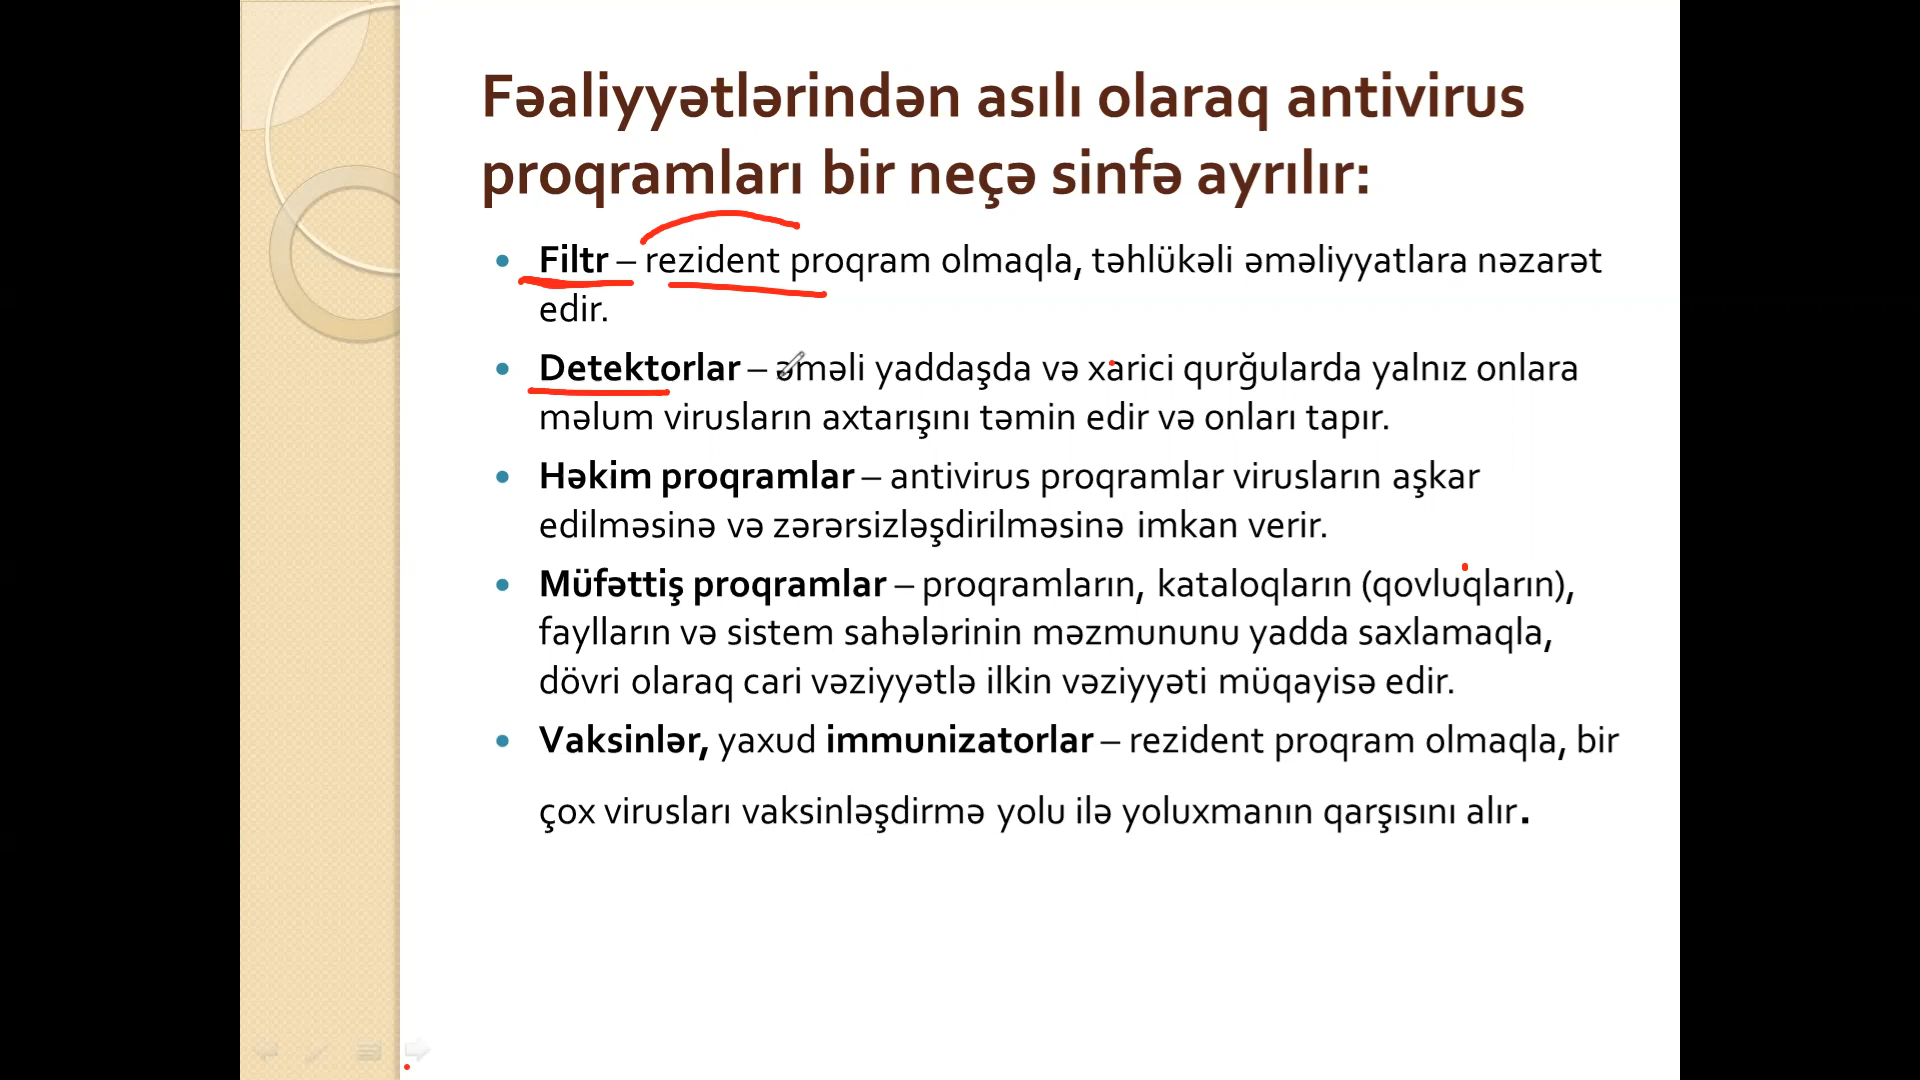 Fəaliyyətlərindən asılı olaraq antivirus
proqramları bir neçə sinfə ayrılır:
• Filtr – rezident proqram olmaqla, təhlükəli əməliyyatlara nəzarət
edir.
• Detektorlar – əməli yaddaşda və xarici qurğularda yalnız onlara
məlum virusların axtarışını təmin edir və onları tapır.
• Həkim proqramlar – antivirus proqramlar virusların aşkar
edilməsinə və zərərsizləşdirilməsinə imkan verir.
• Müfəttiş proqramlar – proqramların, kataloqların (qovluqların),
faylların və sistem sahələrinin məzmununu yadda saxlamaqla,
dövri olaraq cari vəziyyətlə ilkin vəziyyəti müqayisə edir.
• Vaksinlər, yaxud immunizatorlar – rezident proqram olmaqla, bir
çox virusları vaksinləşdirmə yolu ilə yoluxmanın qarşısını alır.